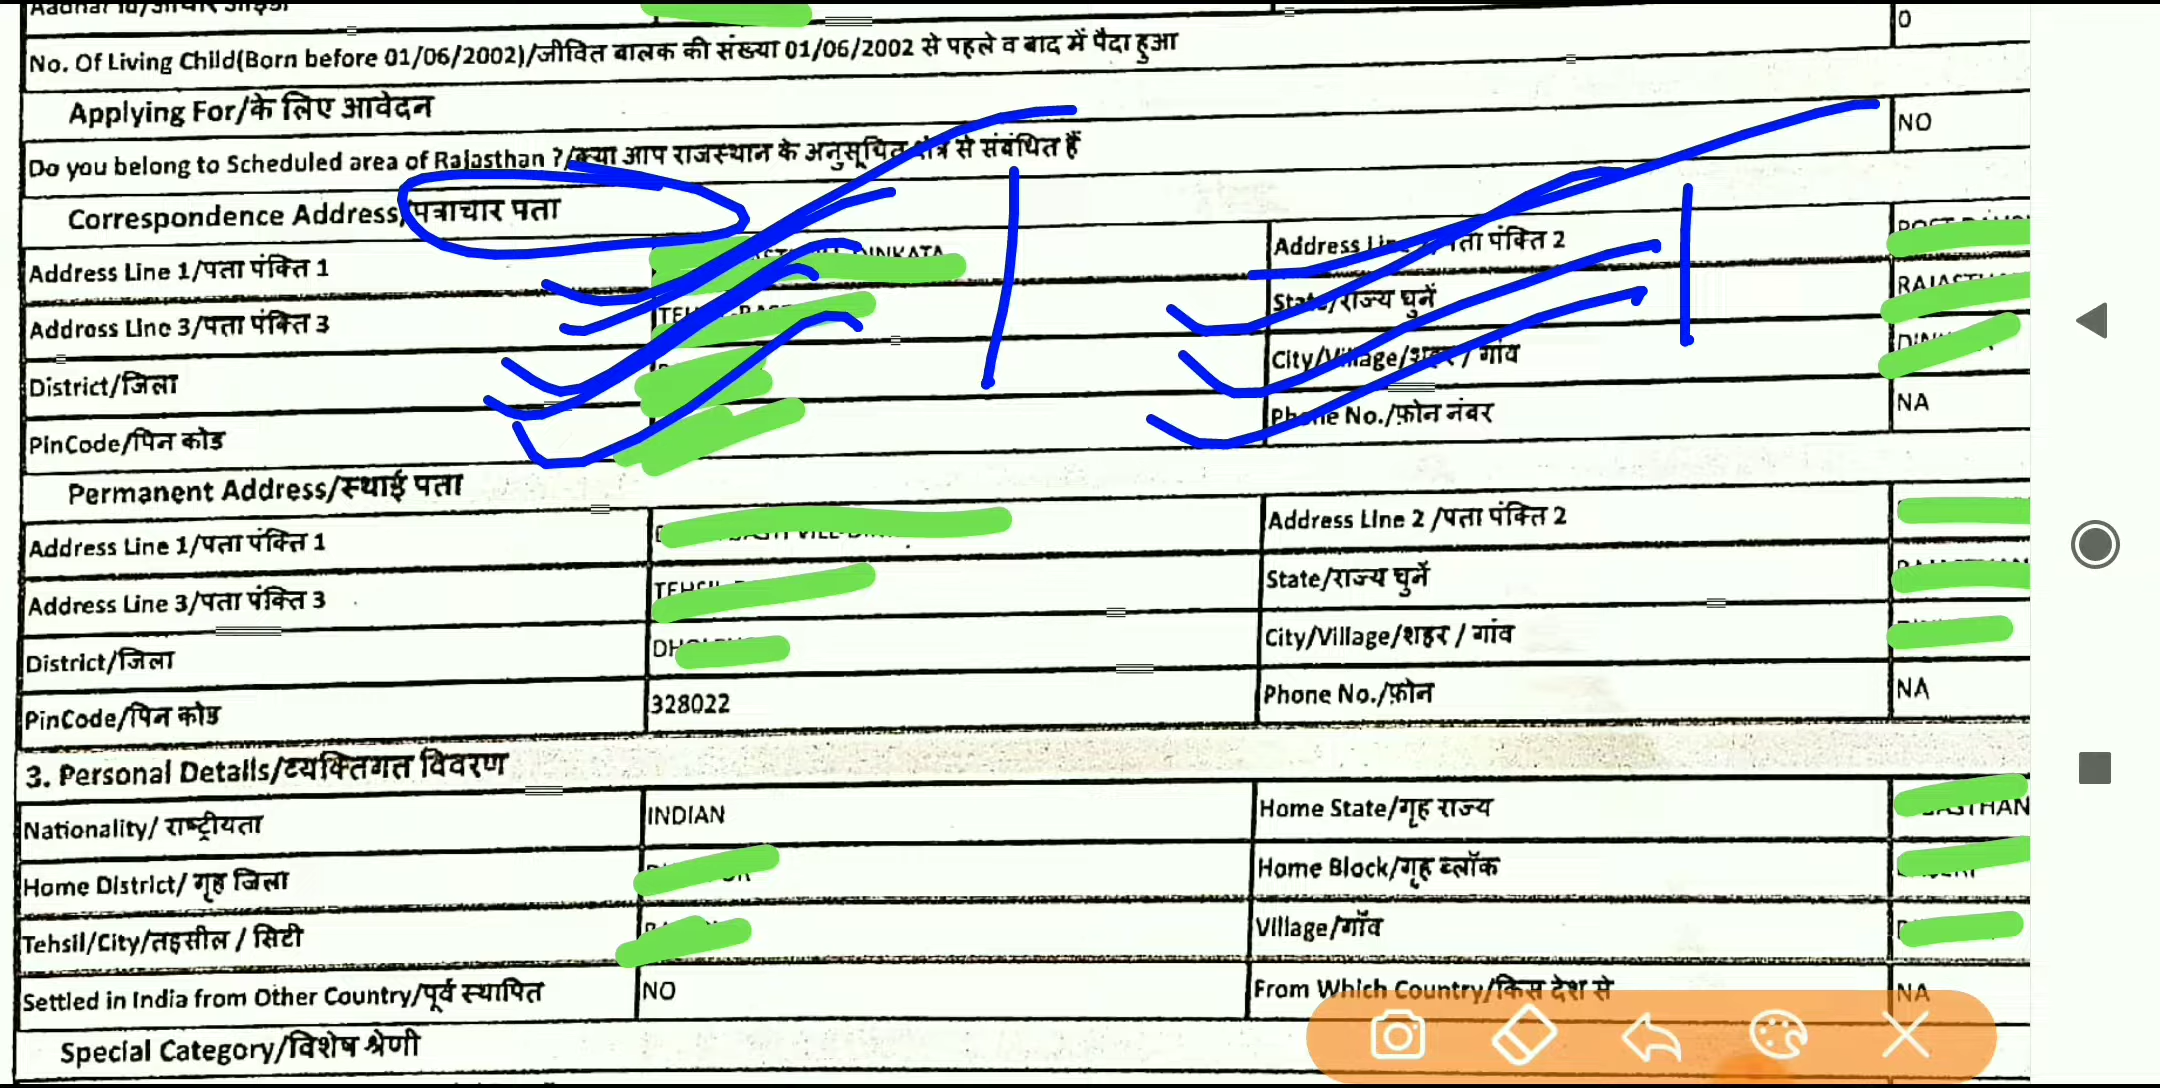 No. Of Living Child(Born before 01/06/2002)/जीवित बालक की संख्या 01/06/2002 से पहले व बाद में पैदा हुआ 0
Applying For/के लिए आवेदन
Do you belong to Scheduled area of Rajasthan ?/क्या आप राजस्थान के अनुसूचित क्षेत्र से संबंधित हैं NO
Correspondence Address/पत्राचार पता
Address Line 1/पता पंक्ति 1 Address Line पता पंक्ति 2
Address Line 3/पता पंक्ति 3 State/राज्य चुनें
District/जिला City/Village/शहर / गांव
PinCode/पिन कोड Phone No./फ़ोन नंबर NA
Permanent Address/स्थाई पता
Address Line 1/पता पंक्ति 1 Address Line 2 /पता पंक्ति 2
Address Line 3/पता पंक्ति 3 State/राज्य चुनें
District/जिला City/Village/शहर / गांव
PinCode/पिन कोड 328022 Phone No./फ़ोन NA
3. Personal Details/व्यक्तिगत विवरण
Nationality/ राष्ट्रीयता INDIAN Home State/गृह राज्य
Home District/ गृह जिला Home Block/गृह ब्लॉक
Tehsil/City/तहसील / सिटी Village/गाँव
Settled in India from Other Country/पूर्व स्थापित NO From Which Country/किस देश से NA
Special Category/विशेष श्रेणी